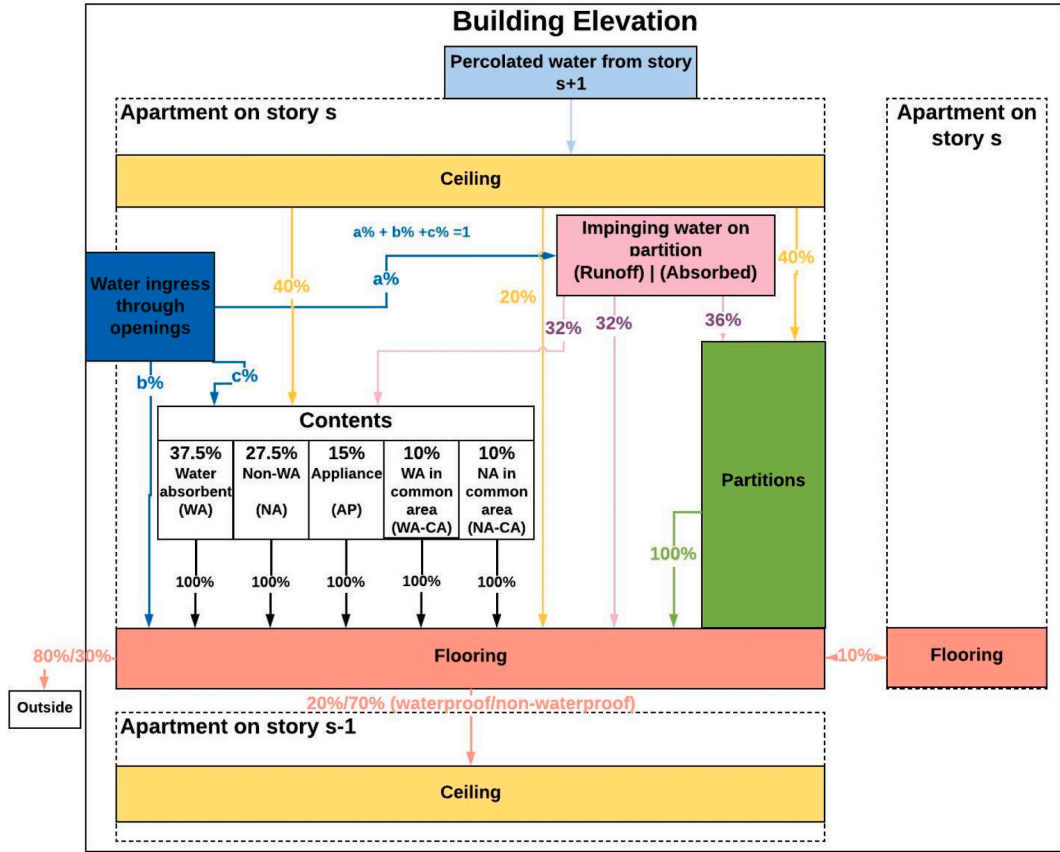 Building Elevation
Percolated water from story
s+1
Apartment on story s
Apartment on
story s
Ceiling
a% + b% +c% =1
Impinging water on
partition
(Runoff) | (Absorbed)
Water ingress
through
openings
a%
40%
20%
40%
32%
32%
36%
b%
c%
Contents
37.5%
Water
absorbent
(WA)
27.5%
Non-WA
(NA)
15%
Appliance
(AP)
10%
WA in
common
area
(WA-CA)
10%
NA in
common
area
(NA-CA)
Partitions
100%
100%
100%
100%
100%
100%
80%/30%
Flooring
10%
Flooring
Outside
20%/70% (waterproof/non-waterproof)
Apartment on story s-1
Ceiling